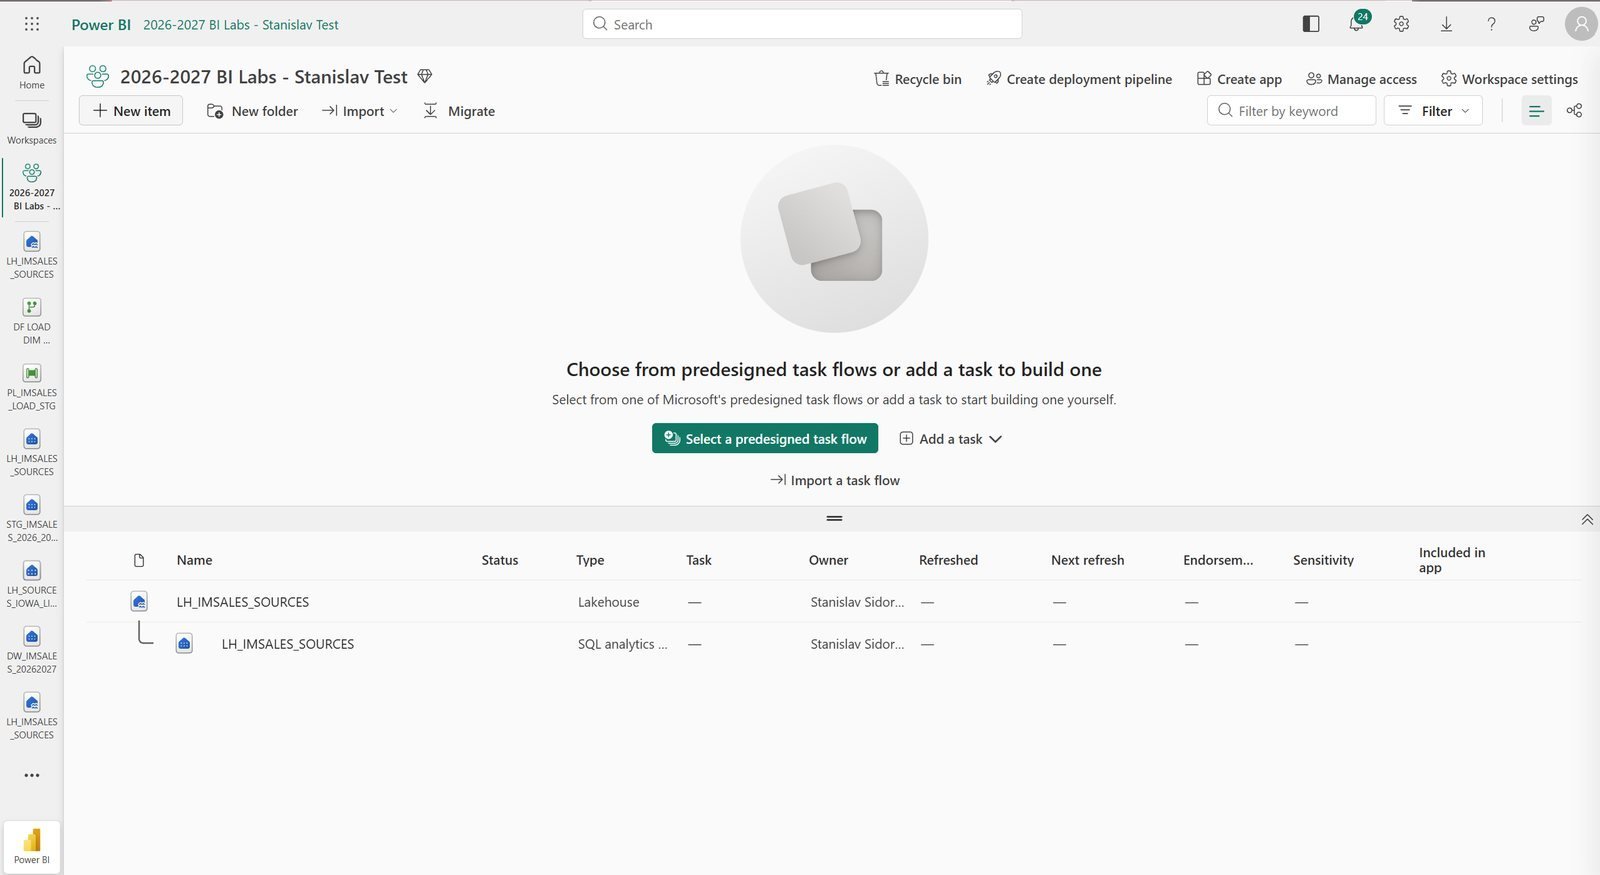 Power BI 2026-2027 BI Labs - Stanislav Test
Search
24
Home
Workspaces
2026-2027
BI Labs - ...
LH_IMSALES
_SOURCES
DF LOAD
DIM ...
PL_IMSALES
_LOAD_STG
LH_IMSALES
_SOURCES
STG_IMSALE
S_2026_20...
LH_SOURCE
S_IOWA_LI...
DW_IMSALE
S_20262027
LH_IMSALES
_SOURCES
Power BI
2026-2027 BI Labs - Stanislav Test
Recycle bin Create deployment pipeline Create app Manage access Workspace settings
New item New folder Import Migrate
Filter by keyword Filter
Choose from predesigned task flows or add a task to build one
Select from one of Microsoft's predesigned task flows or add a task to start building one yourself.
Select a predesigned task flow Add a task
Import a task flow
Name Status Type Task Owner Refreshed Next refresh Endorsem... Sensitivity Included in
app
LH_IMSALES_SOURCES Lakehouse — Stanislav Sidor... — — — —
LH_IMSALES_SOURCES SQL analytics ... — Stanislav Sidor... — — — —